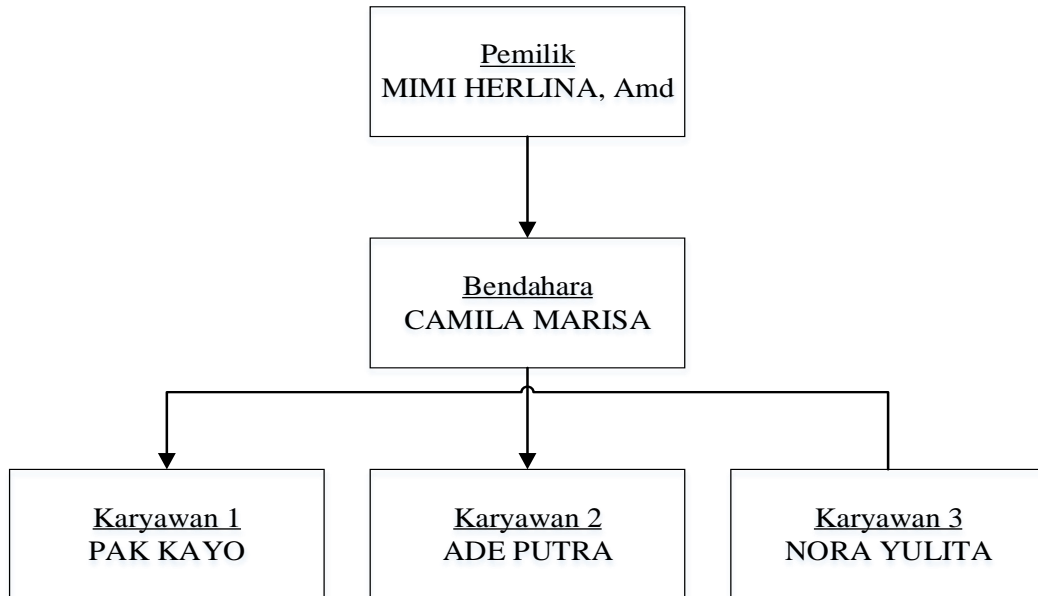 Pemilik
MIMI HERLINA, Amd
Bendahara
CAMILA MARISA
Karyawan 1
PAK KAYO
Karyawan 2
ADE PUTRA
Karyawan 3
NORA YULITA